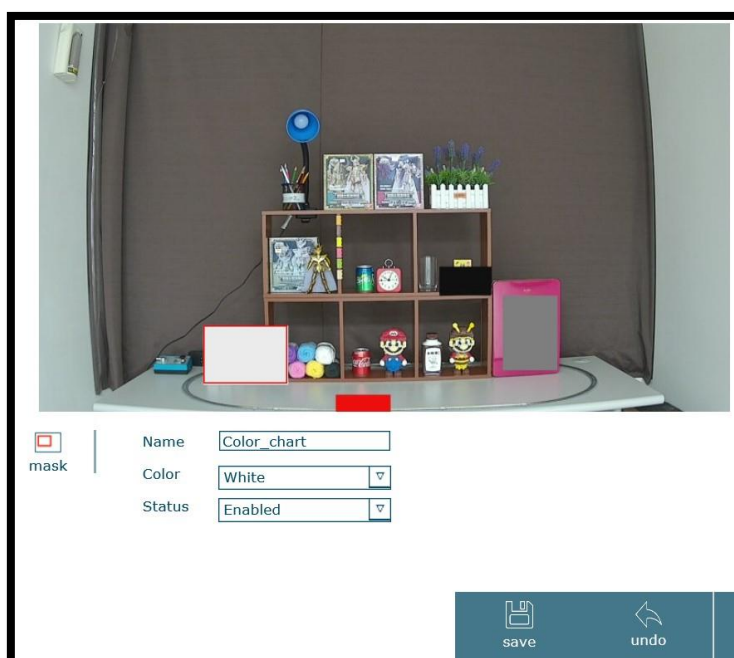 mask
Name
Color_chart
Color
White
Status
Enabled
save
undo